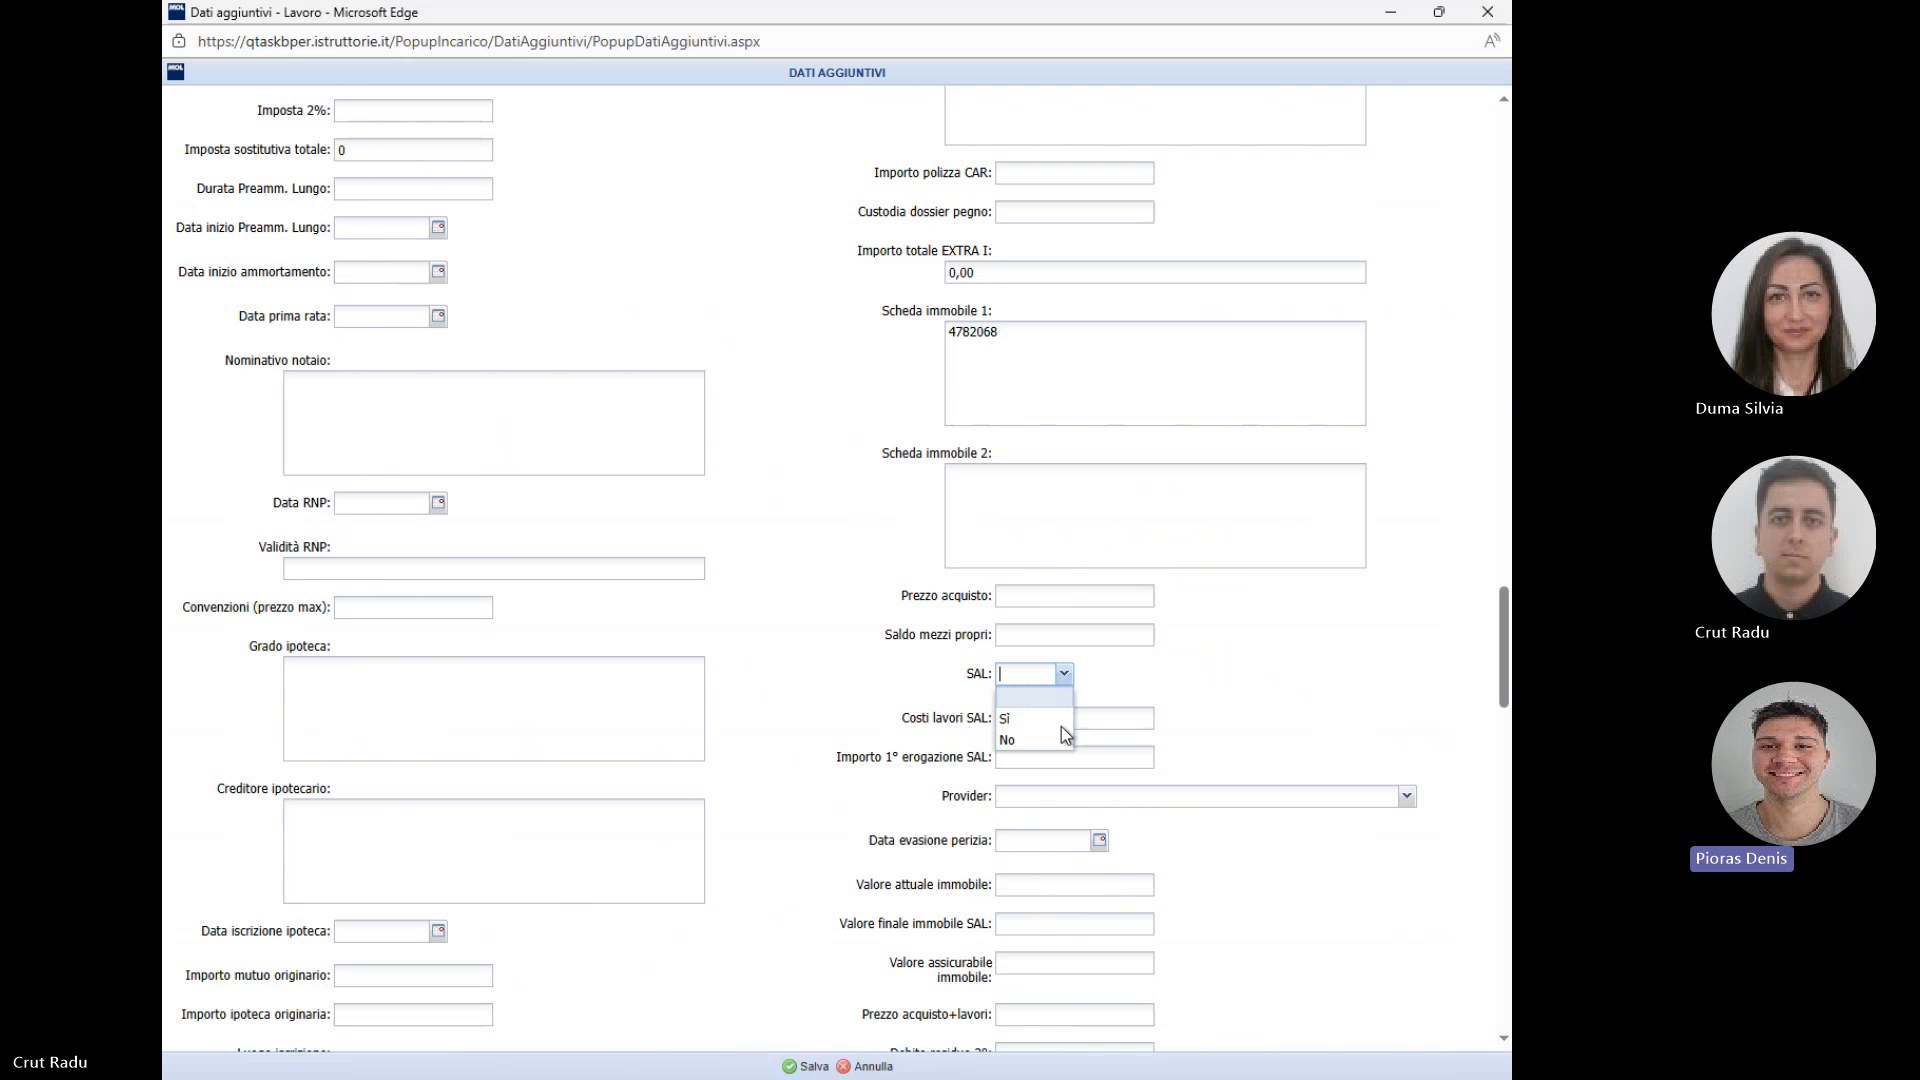 MOL Dati aggiuntivi - Lavoro - Microsoft Edge
https://qtaskbper.istruttorie.it/PopupIncarico/DatiAggiuntivi/PopupDatiAggiuntivi.aspx
MOL
DATI AGGIUNTIVI
Imposta 2%:
Imposta sostitutiva totale: 0
Durata Preamm. Lungo:
Data inizio Preamm. Lungo:
Data inizio ammortamento:
Data prima rata:
Nominativo notaio:
Data RNP:
Validità RNP:
Convenzioni (prezzo max):
Grado ipoteca:
Creditore ipotecario:
Data iscrizione ipoteca:
Importo mutuo originario:
Importo ipoteca originaria:
Importo polizza CAR:
Custodia dossier pegno:
Importo totale EXTRA I:
0,00
Scheda immobile 1:
4782068
Scheda immobile 2:
Prezzo acquisto:
Saldo mezzi propri:
SAL:
Sì
No
Costi lavori SAL:
Importo 1° erogazione SAL:
Provider:
Data evasione perizia:
Valore attuale immobile:
Valore finale immobile SAL:
Valore assicurabile
immobile:
Prezzo acquisto+lavori:
Salva Annulla
Duma Silvia
Crut Radu
Pioras Denis
Crut Radu